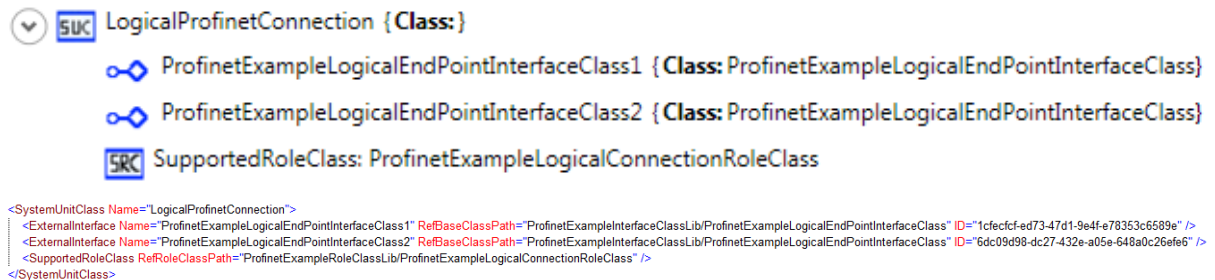 SUC LogicalProfinetConnection {Class:}
ProfinetExampleLogicalEndPointInterfaceClass1 {Class: ProfinetExampleLogicalEndPointInterfaceClass}
ProfinetExampleLogicalEndPointInterfaceClass2 {Class: ProfinetExampleLogicalEndPointInterfaceClass}
SRC SupportedRoleClass: ProfinetExampleLogicalConnectionRoleClass
<SystemUnitClass Name="LogicalProfinetConnection">
<ExternalInterface Name="ProfinetExampleLogicalEndPointInterfaceClass1" RefBaseClassPath="ProfinetExampleInterfaceClassLib/ProfinetExampleLogicalEndPointInterfaceClass" ID="1cfecfcf-ed73-47d1-9e4f-e78353c6589e" />
<ExternalInterface Name="ProfinetExampleLogicalEndPointInterfaceClass2" RefBaseClassPath="ProfinetExampleInterfaceClassLib/ProfinetExampleLogicalEndPointInterfaceClass" ID="6dc09d98-dc27-432e-a05e-648a0c26efe6" />
<SupportedRoleClass RefRoleClassPath="ProfinetExampleRoleClassLib/ProfinetExampleLogicalConnectionRoleClass" />
</SystemUnitClass>